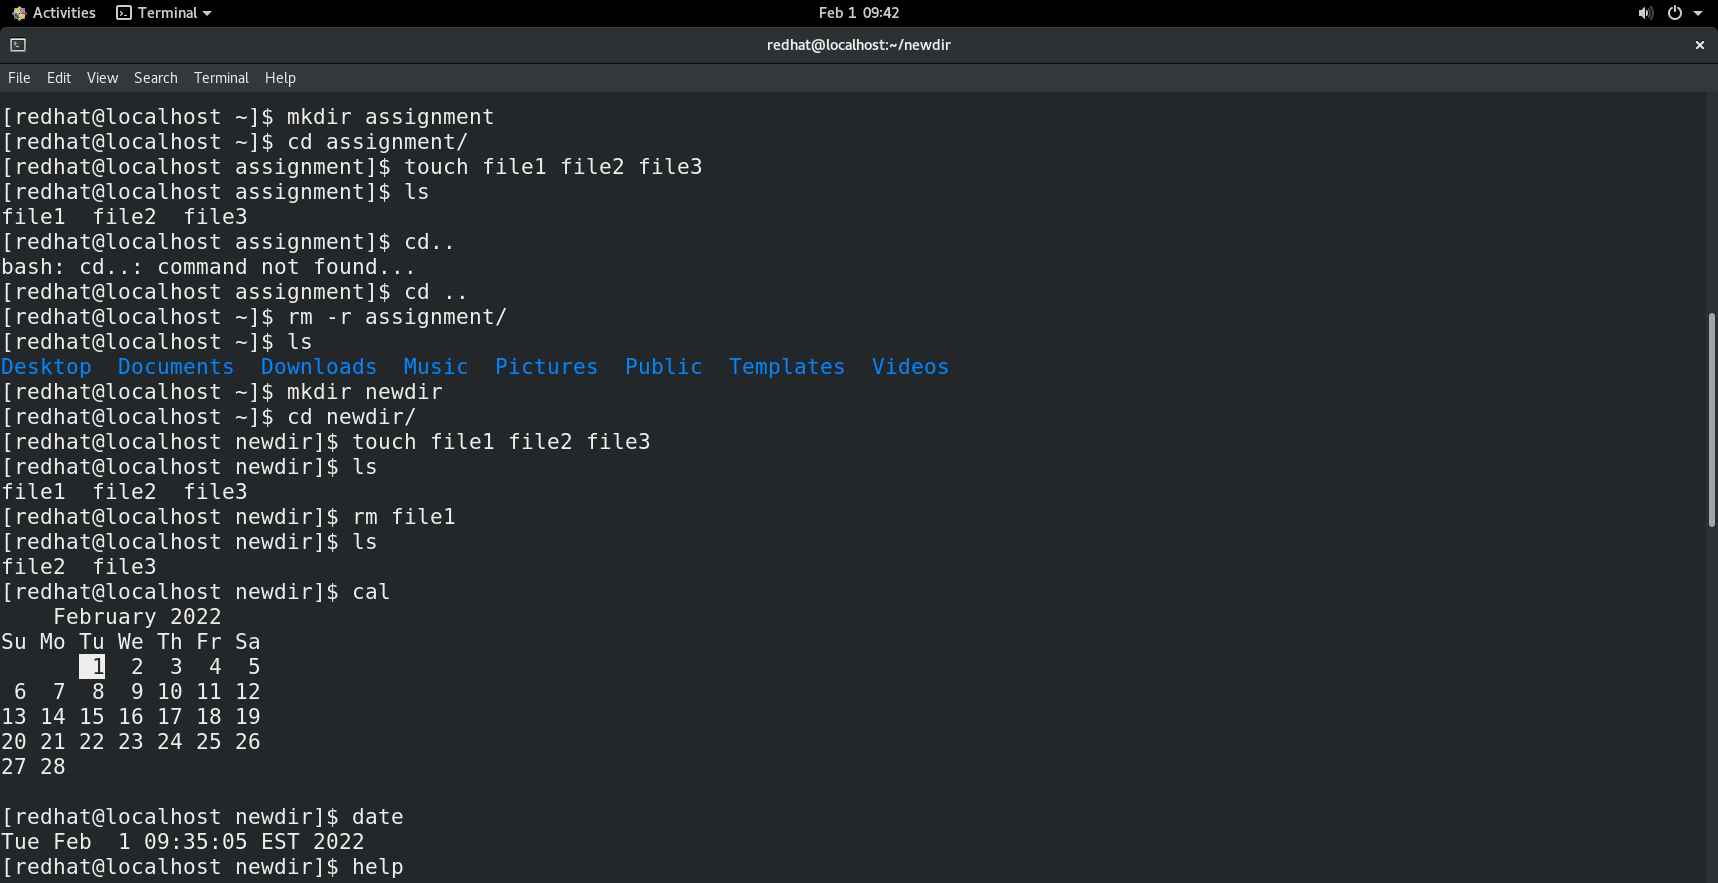 Activities Terminal Feb 1 09:42
redhat@localhost:~/newdir
File Edit View Search Terminal Help
[redhat@localhost ~]$ mkdir assignment
[redhat@localhost ~]$ cd assignment/
[redhat@localhost assignment]$ touch file1 file2 file3
[redhat@localhost assignment]$ ls
file1  file2  file3
[redhat@localhost assignment]$ cd..
bash: cd..: command not found...
[redhat@localhost assignment]$ cd ..
[redhat@localhost ~]$ rm -r assignment/
[redhat@localhost ~]$ ls
Desktop  Documents  Downloads  Music  Pictures  Public  Templates  Videos
[redhat@localhost ~]$ mkdir newdir
[redhat@localhost ~]$ cd newdir/
[redhat@localhost newdir]$ touch file1 file2 file3
[redhat@localhost newdir]$ ls
file1  file2  file3
[redhat@localhost newdir]$ rm file1
[redhat@localhost newdir]$ ls
file2  file3
[redhat@localhost newdir]$ cal
    February 2022
Su Mo Tu We Th Fr Sa
       1  2  3  4  5
 6  7  8  9 10 11 12
13 14 15 16 17 18 19
20 21 22 23 24 25 26
27 28
[redhat@localhost newdir]$ date
Tue Feb  1 09:35:05 EST 2022
[redhat@localhost newdir]$ help